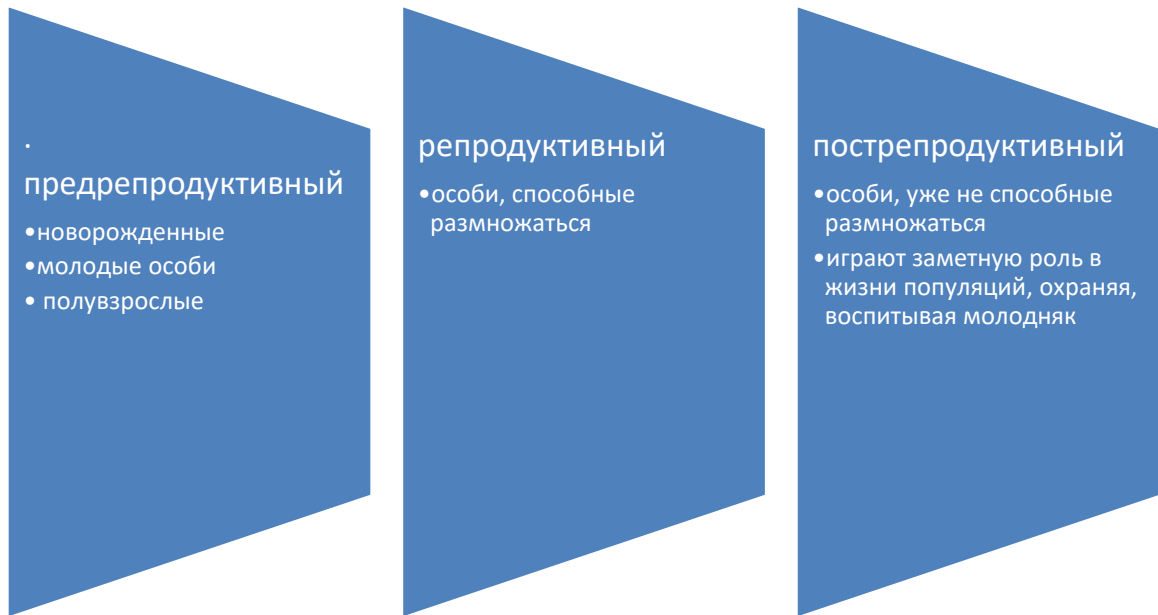 .
предрепродуктивный
•новорожденные
•молодые особи
• полувзрослые
репродуктивный
•особи, способные
размножаться
пострепродуктивный
•особи, уже не способные
размножаться
•играют заметную роль в
жизни популяций, охраняя,
воспитывая молодняк